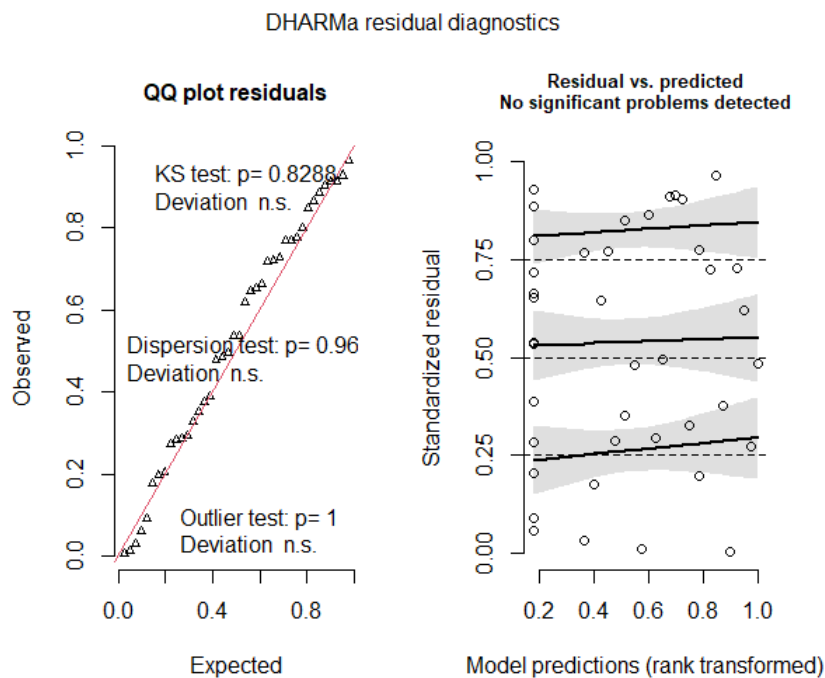 DHARMa residual diagnostics
QQ plot residuals
KS test: p= 0.8288
Deviation n.s.
Dispersion test: p= 0.96
Deviation n.s.
Outlier test: p= 1
Deviation n.s.
Observed
0.0
0.2
0.4
0.6
0.8
1.0
0.0
0.4
0.8
Expected
Residual vs. predicted
No significant problems detected
Standardized residual
0.00
0.25
0.50
0.75
1.00
0.2
0.4
0.6
0.8
1.0
Model predictions (rank transformed)